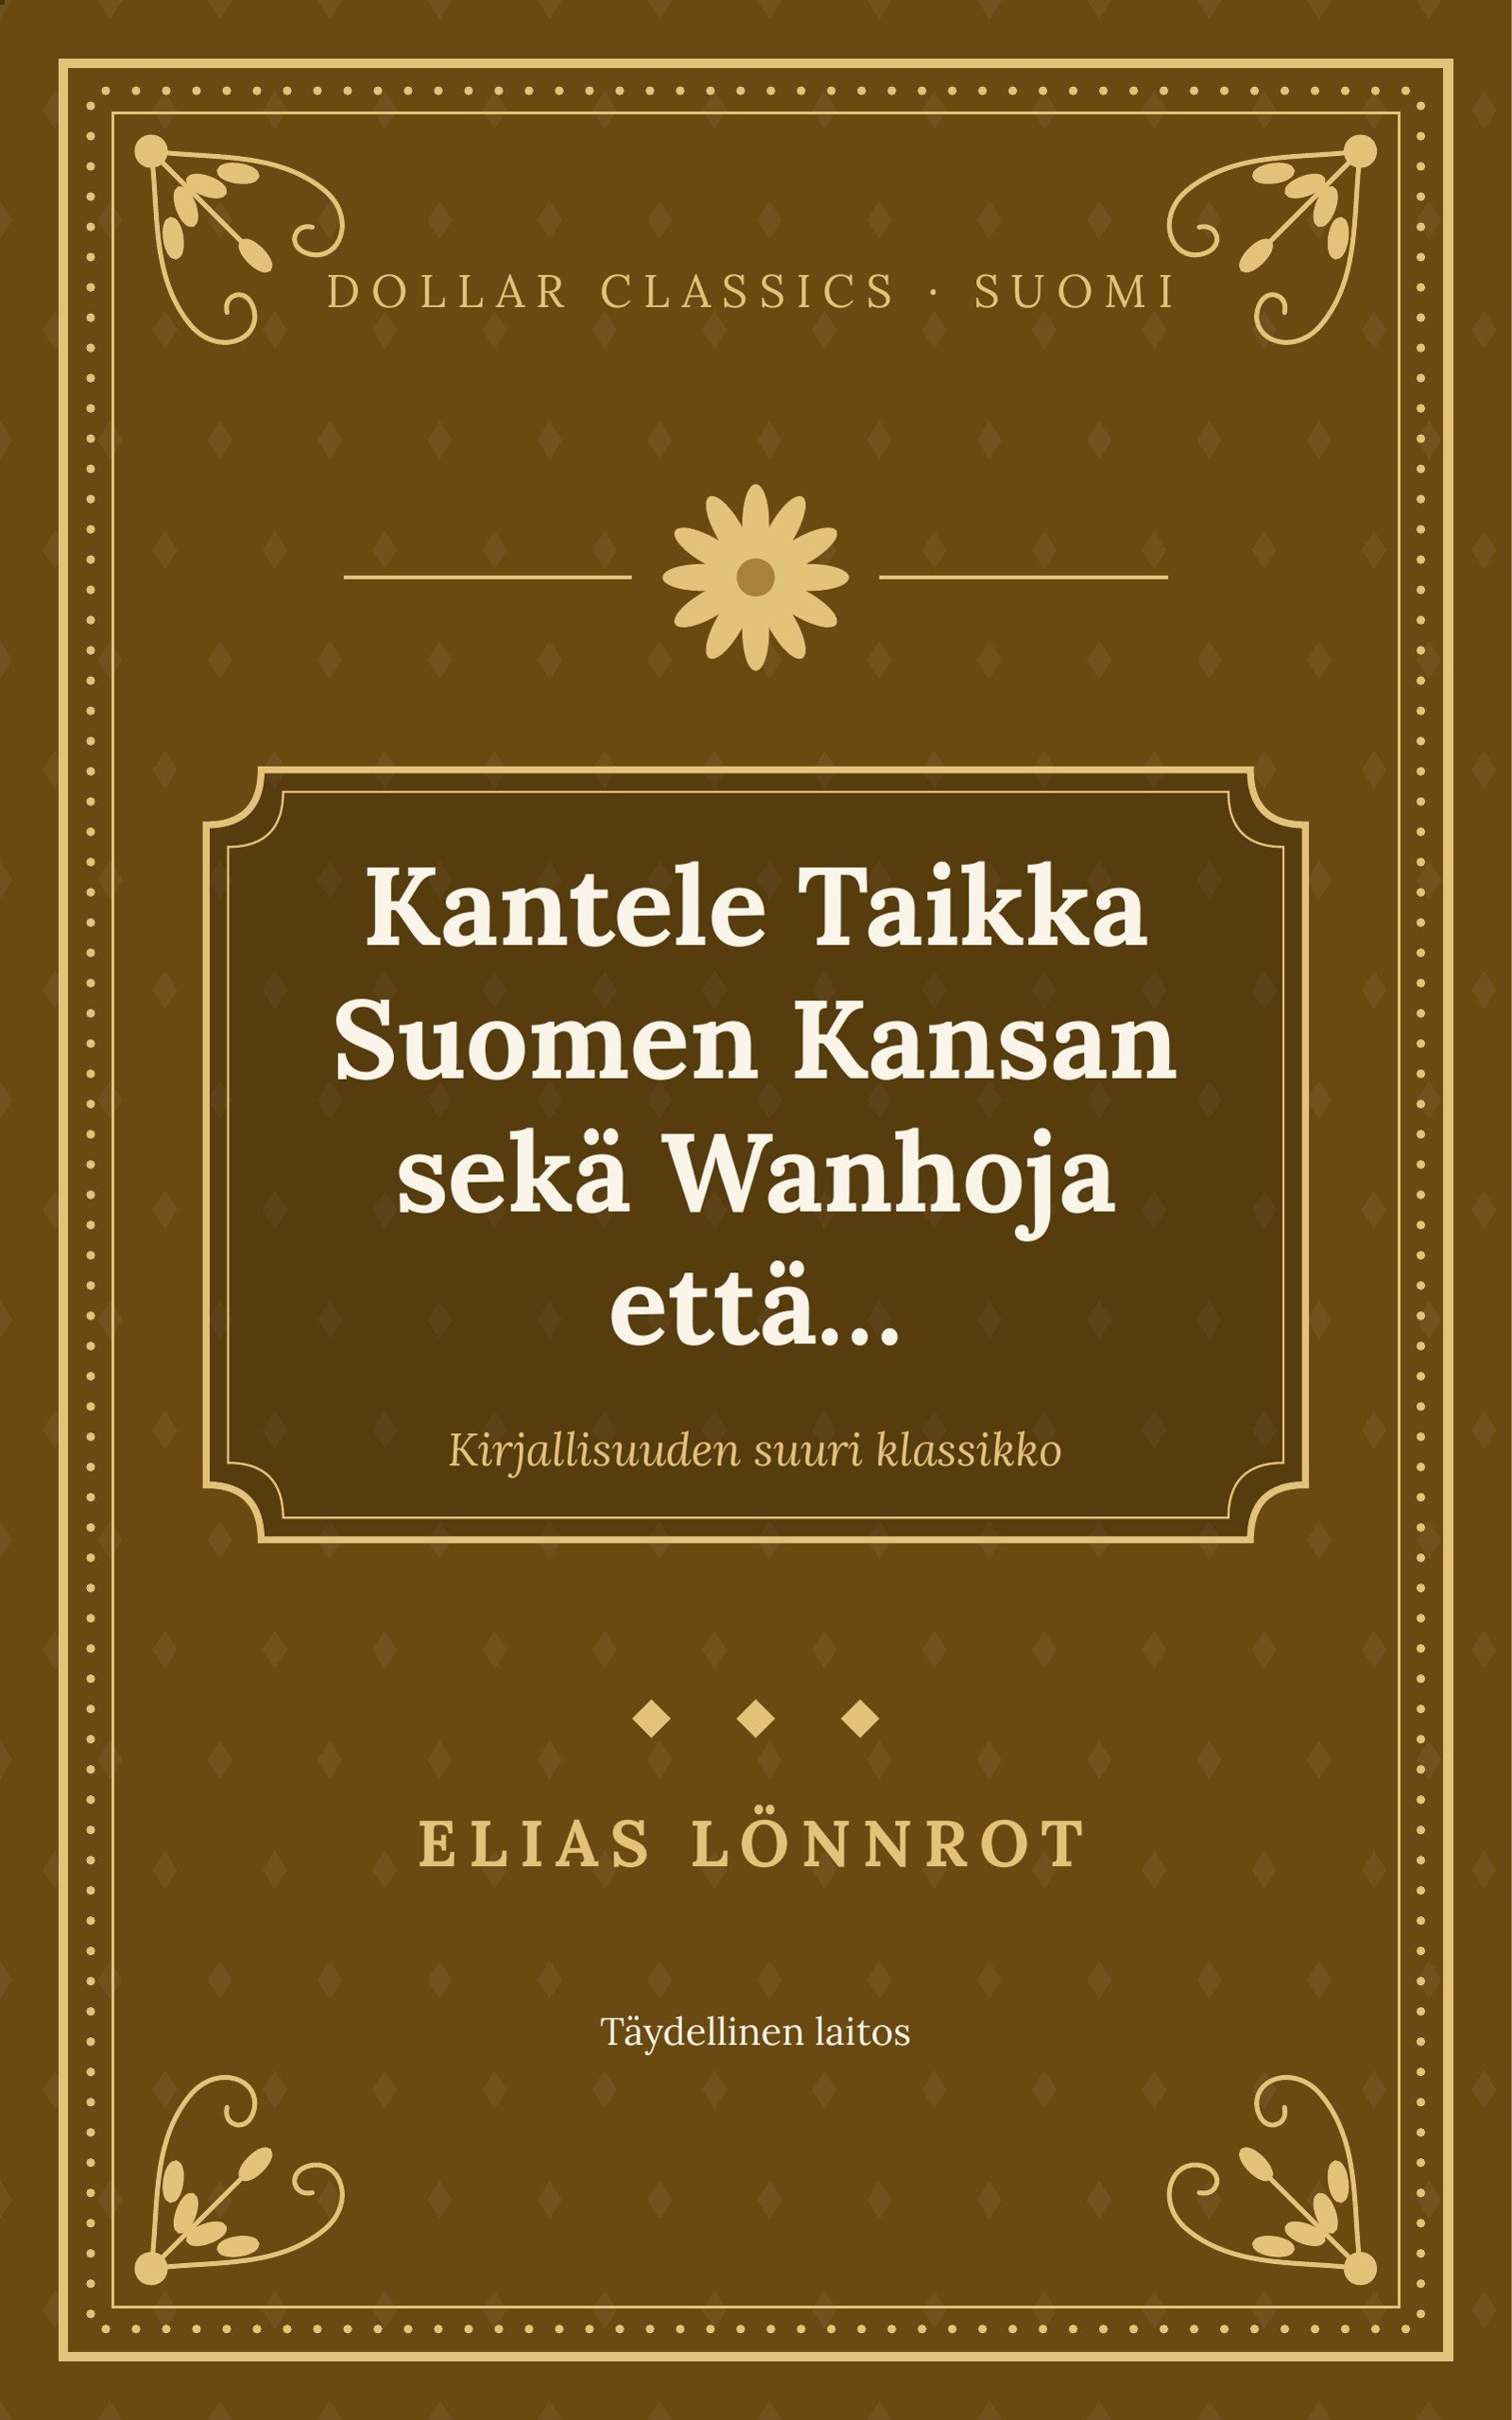 DOLLAR CLASSICS · SUOMI
Kantele Taikka
Suomen Kansan
sekä Wanhoja
että...
Kirjallisuuden suuri klassikko
ELIAS LÖNNROT
Täydellinen laitos